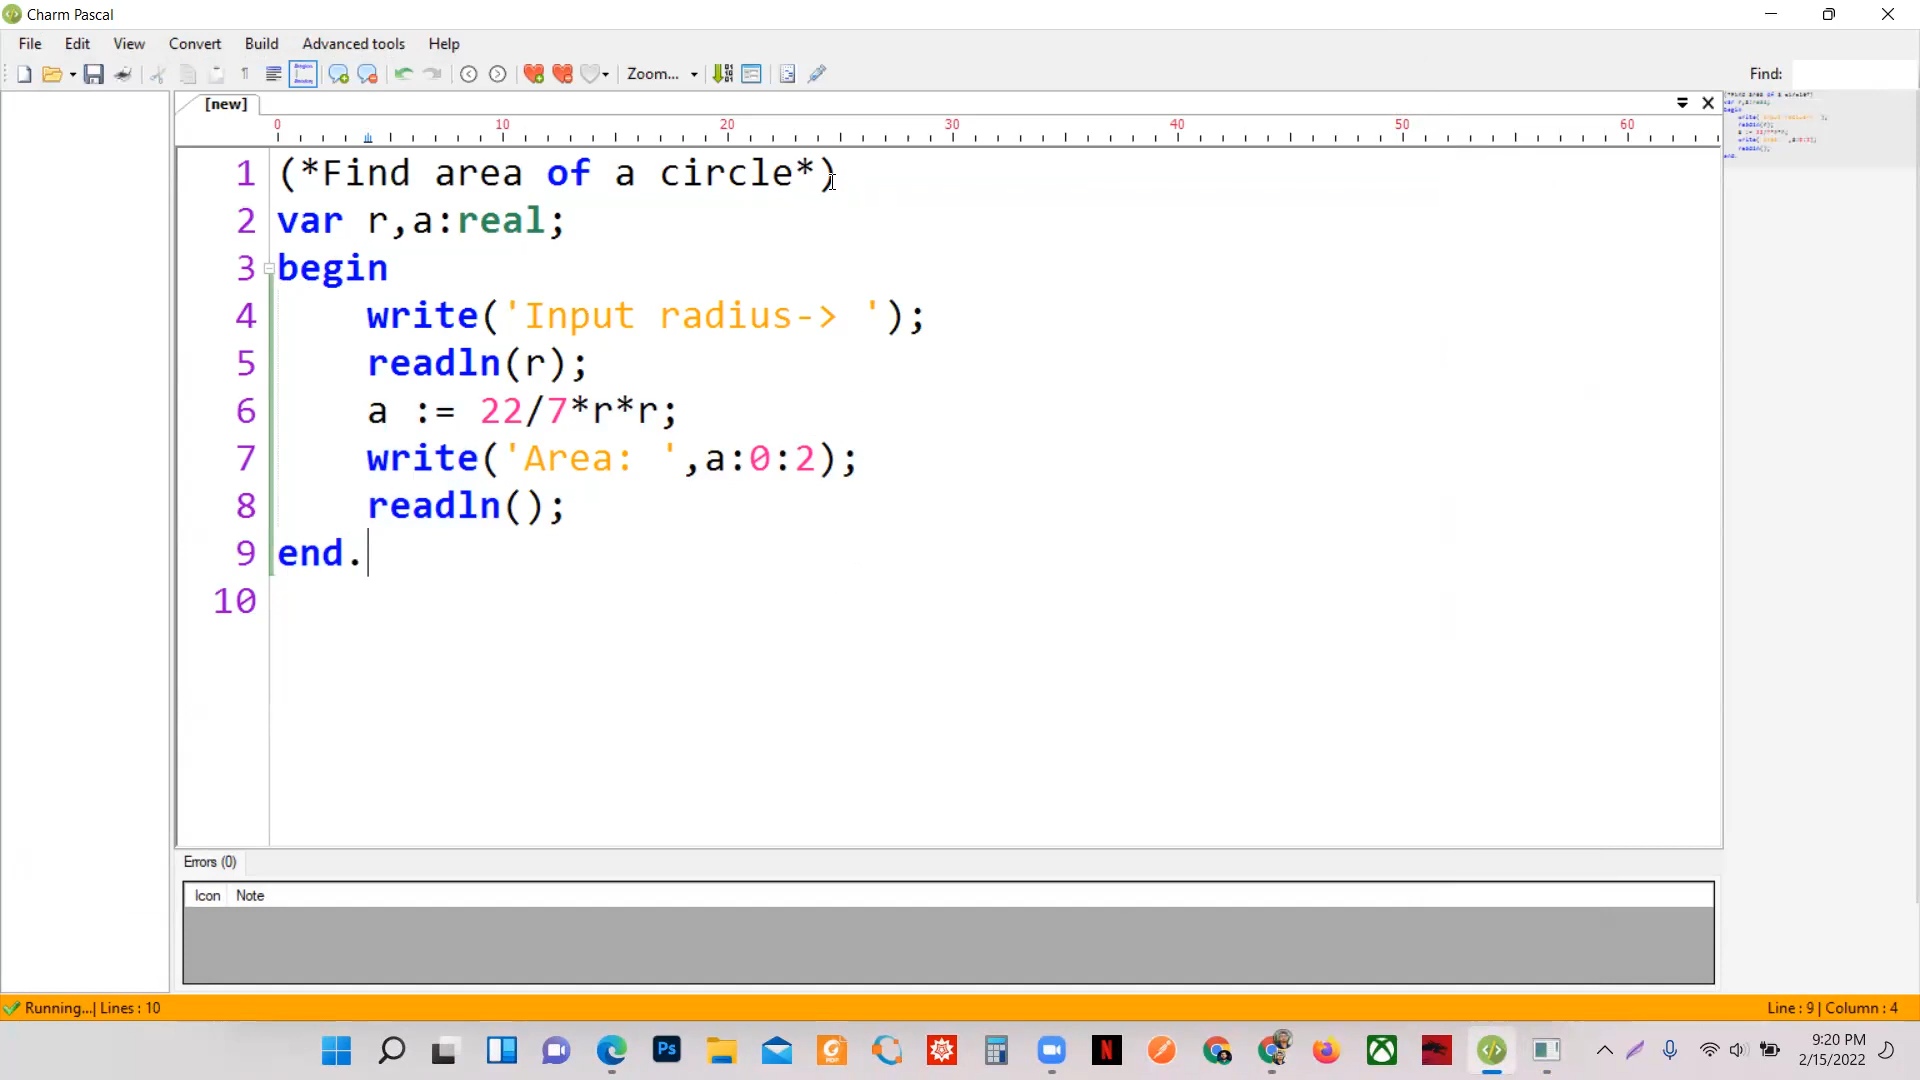 Charm Pascal
File Edit View Convert Build Advanced tools Help
Zoom... Find:
[new]
0 10 20 30 40 50 60
1 (*Find area of a circle*)
2 var r,a:real;
3 begin
4 write('Input radius-> ');
5 readln(r);
6 a := 22/7*r*r;
7 write('Area: ',a:0:2);
8 readln();
9 end.
10
Errors (0)
Icon Note
Running...| Lines : 10 Line : 9 | Column : 4
Ps N
9:20 PM
2/15/2022